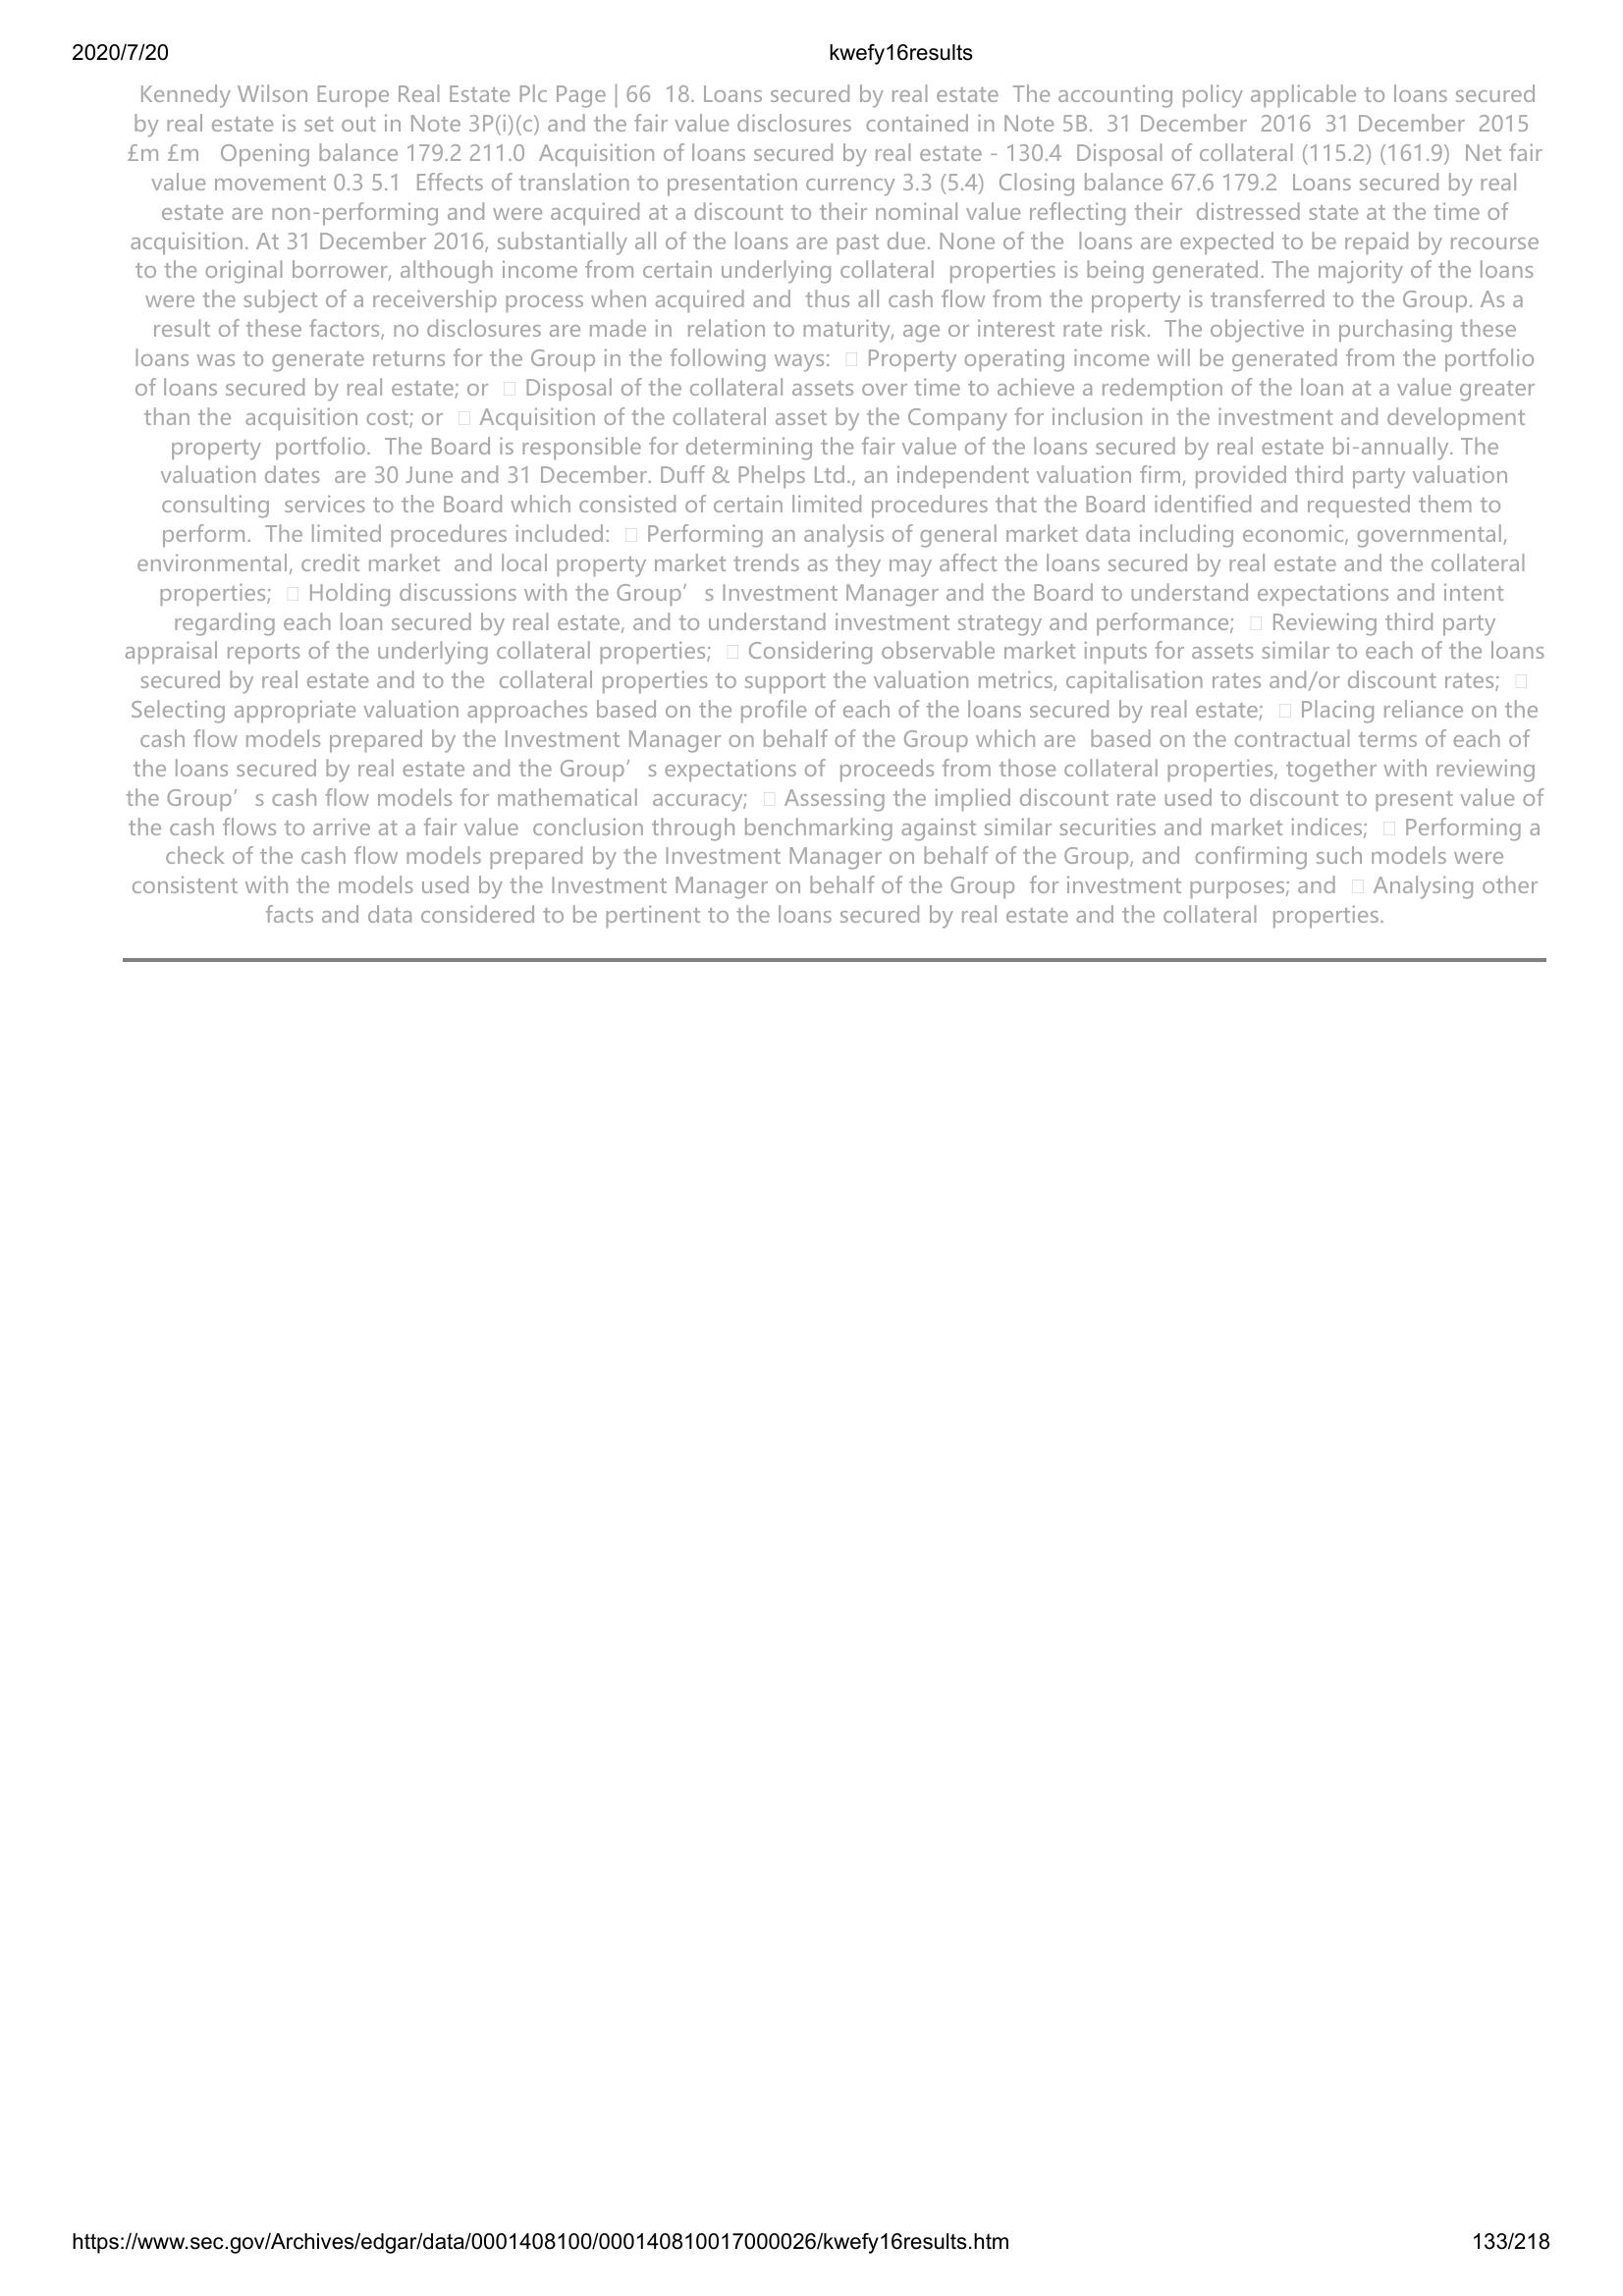 2020/7/20
kwefy16results
Kennedy Wilson Europe Real Estate Plc Page | 66  18. Loans secured by real estate  The accounting policy applicable to loans secured
by real estate is set out in Note 3P(i)(c) and the fair value disclosures  contained in Note 5B.  31 December  2016  31 December  2015
£m £m   Opening balance 179.2 211.0  Acquisition of loans secured by real estate - 130.4  Disposal of collateral (115.2) (161.9)  Net fair
value movement 0.3 5.1  Effects of translation to presentation currency 3.3 (5.4)  Closing balance 67.6 179.2  Loans secured by real
estate are non-performing and were acquired at a discount to their nominal value reflecting their  distressed state at the time of
acquisition. At 31 December 2016, substantially all of the loans are past due. None of the  loans are expected to be repaid by recourse
to the original borrower, although income from certain underlying collateral  properties is being generated. The majority of the loans
were the subject of a receivership process when acquired and  thus all cash flow from the property is transferred to the Group. As a
result of these factors, no disclosures are made in  relation to maturity, age or interest rate risk.  The objective in purchasing these
loans was to generate returns for the Group in the following ways:   Property operating income will be generated from the portfolio
of loans secured by real estate; or   Disposal of the collateral assets over time to achieve a redemption of the loan at a value greater
than the  acquisition cost; or   Acquisition of the collateral asset by the Company for inclusion in the investment and development
property  portfolio.  The Board is responsible for determining the fair value of the loans secured by real estate bi-annually. The
valuation dates  are 30 June and 31 December. Duff & Phelps Ltd., an independent valuation firm, provided third party valuation
consulting  services to the Board which consisted of certain limited procedures that the Board identified and requested them to
perform.  The limited procedures included:   Performing an analysis of general market data including economic, governmental,
environmental, credit market  and local property market trends as they may affect the loans secured by real estate and the collateral
properties;   Holding discussions with the Group’ s Investment Manager and the Board to understand expectations and intent
regarding each loan secured by real estate, and to understand investment strategy and performance;   Reviewing third party
appraisal reports of the underlying collateral properties;   Considering observable market inputs for assets similar to each of the loans
secured by real estate and to the  collateral properties to support the valuation metrics, capitalisation rates and/or discount rates;  
Selecting appropriate valuation approaches based on the profile of each of the loans secured by real estate;   Placing reliance on the
cash flow models prepared by the Investment Manager on behalf of the Group which are  based on the contractual terms of each of
the loans secured by real estate and the Group’ s expectations of  proceeds from those collateral properties, together with reviewing
the Group’ s cash flow models for mathematical  accuracy;   Assessing the implied discount rate used to discount to present value of
the cash flows to arrive at a fair value  conclusion through benchmarking against similar securities and market indices;   Performing a
check of the cash flow models prepared by the Investment Manager on behalf of the Group, and  confirming such models were
consistent with the models used by the Investment Manager on behalf of the Group  for investment purposes; and   Analysing other
facts and data considered to be pertinent to the loans secured by real estate and the collateral  properties.
https://www.sec.gov/Archives/edgar/data/0001408100/000140810017000026/kwefy16results.htm
133/218